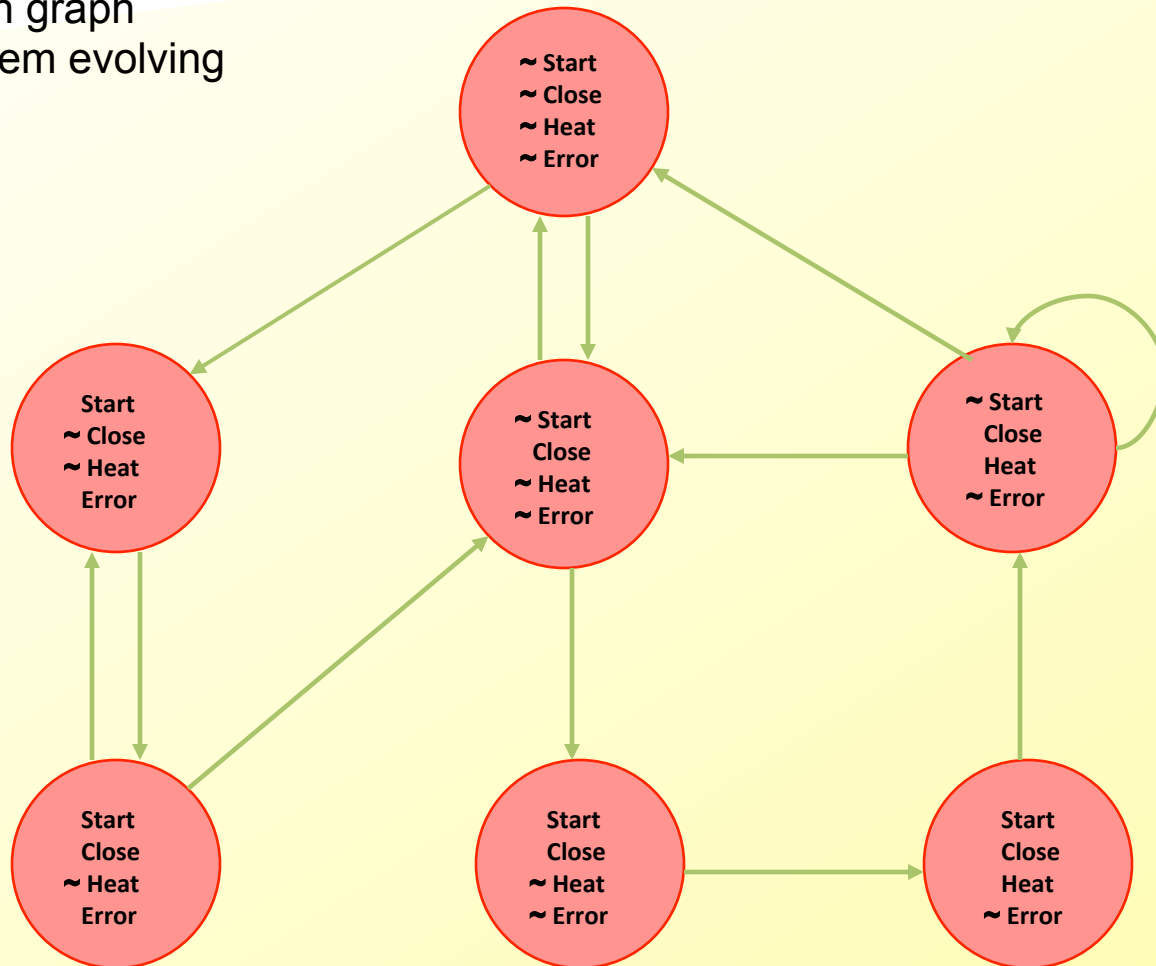 graph
evolving
~ Start
~ Close
~ Heat
~ Error
Start
~ Close
~ Heat
Error
~ Start
Close
~ Heat
~ Error
~ Start
Close
Heat
~ Error
Start
Close
~ Heat
Error
Start
Close
~ Heat
~ Error
Start
Close
Heat
~ Error